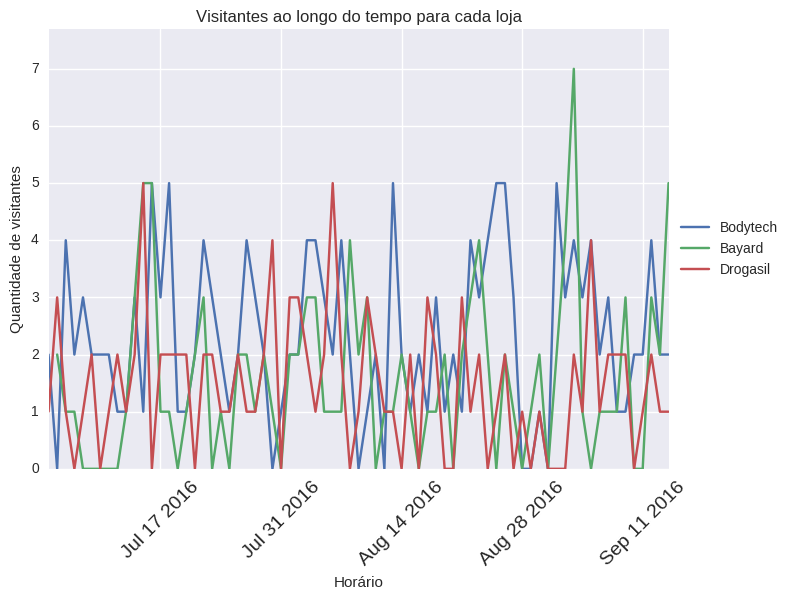 Visitantes ao longo do tempo para cada loja
Quantidade de visitantes
7
6
5
4
3
2
1
0
Bodytech
Bayard
Drogasil
Jul 17 2016
Jul 31 2016
Aug 14 2016
Aug 28 2016
Sep 11 2016
Horário